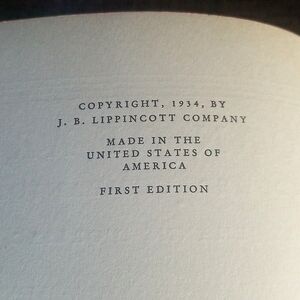 COPYRIGHT, 1934, BY
J. B. LIPPINCOTT COMPANY
MADE IN THE
UNITED STATES OF
AMERICA
FIRST EDITION